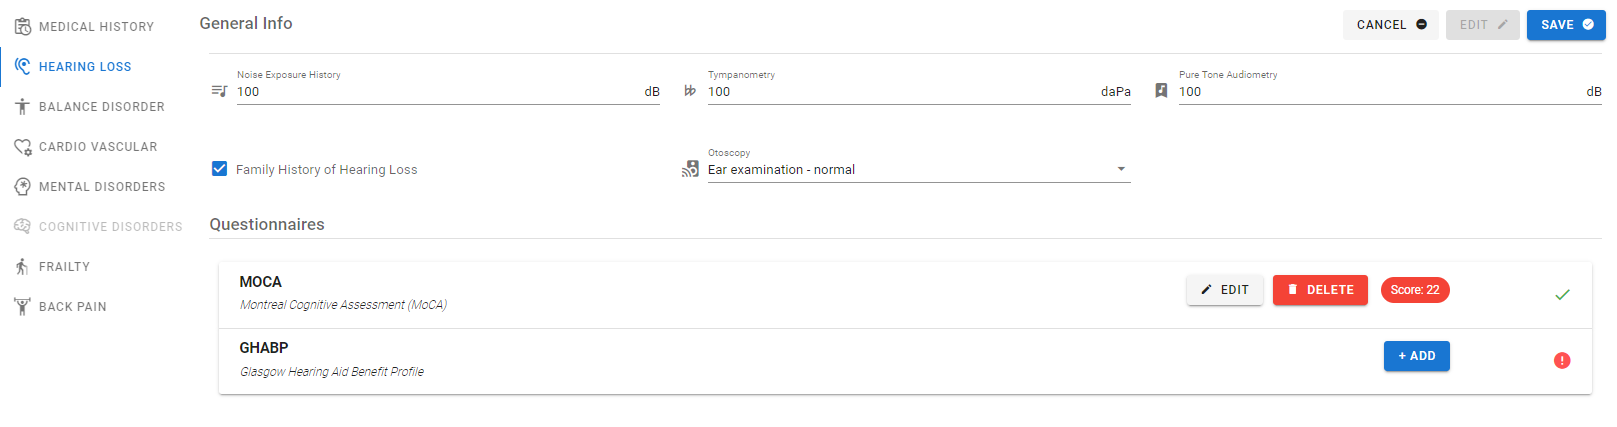 MEDICAL HISTORY
HEARING LOSS
BALANCE DISORDER
CARDIO VASCULAR
MENTAL DISORDERS
COGNITIVE DISORDERS
FRAILTY
BACK PAIN
General Info
CANCEL
EDIT
SAVE
Noise Exposure History
100 dB
Tympanometry
100 daPa
Pure Tone Audiometry
100 dB
Family History of Hearing Loss
Otoscopy
Ear examination - normal
Questionnaires
MOCA
Montreal Cognitive Assessment (MoCA)
EDIT
DELETE
Score: 22
GHABP
Glasgow Hearing Aid Benefit Profile
+ ADD